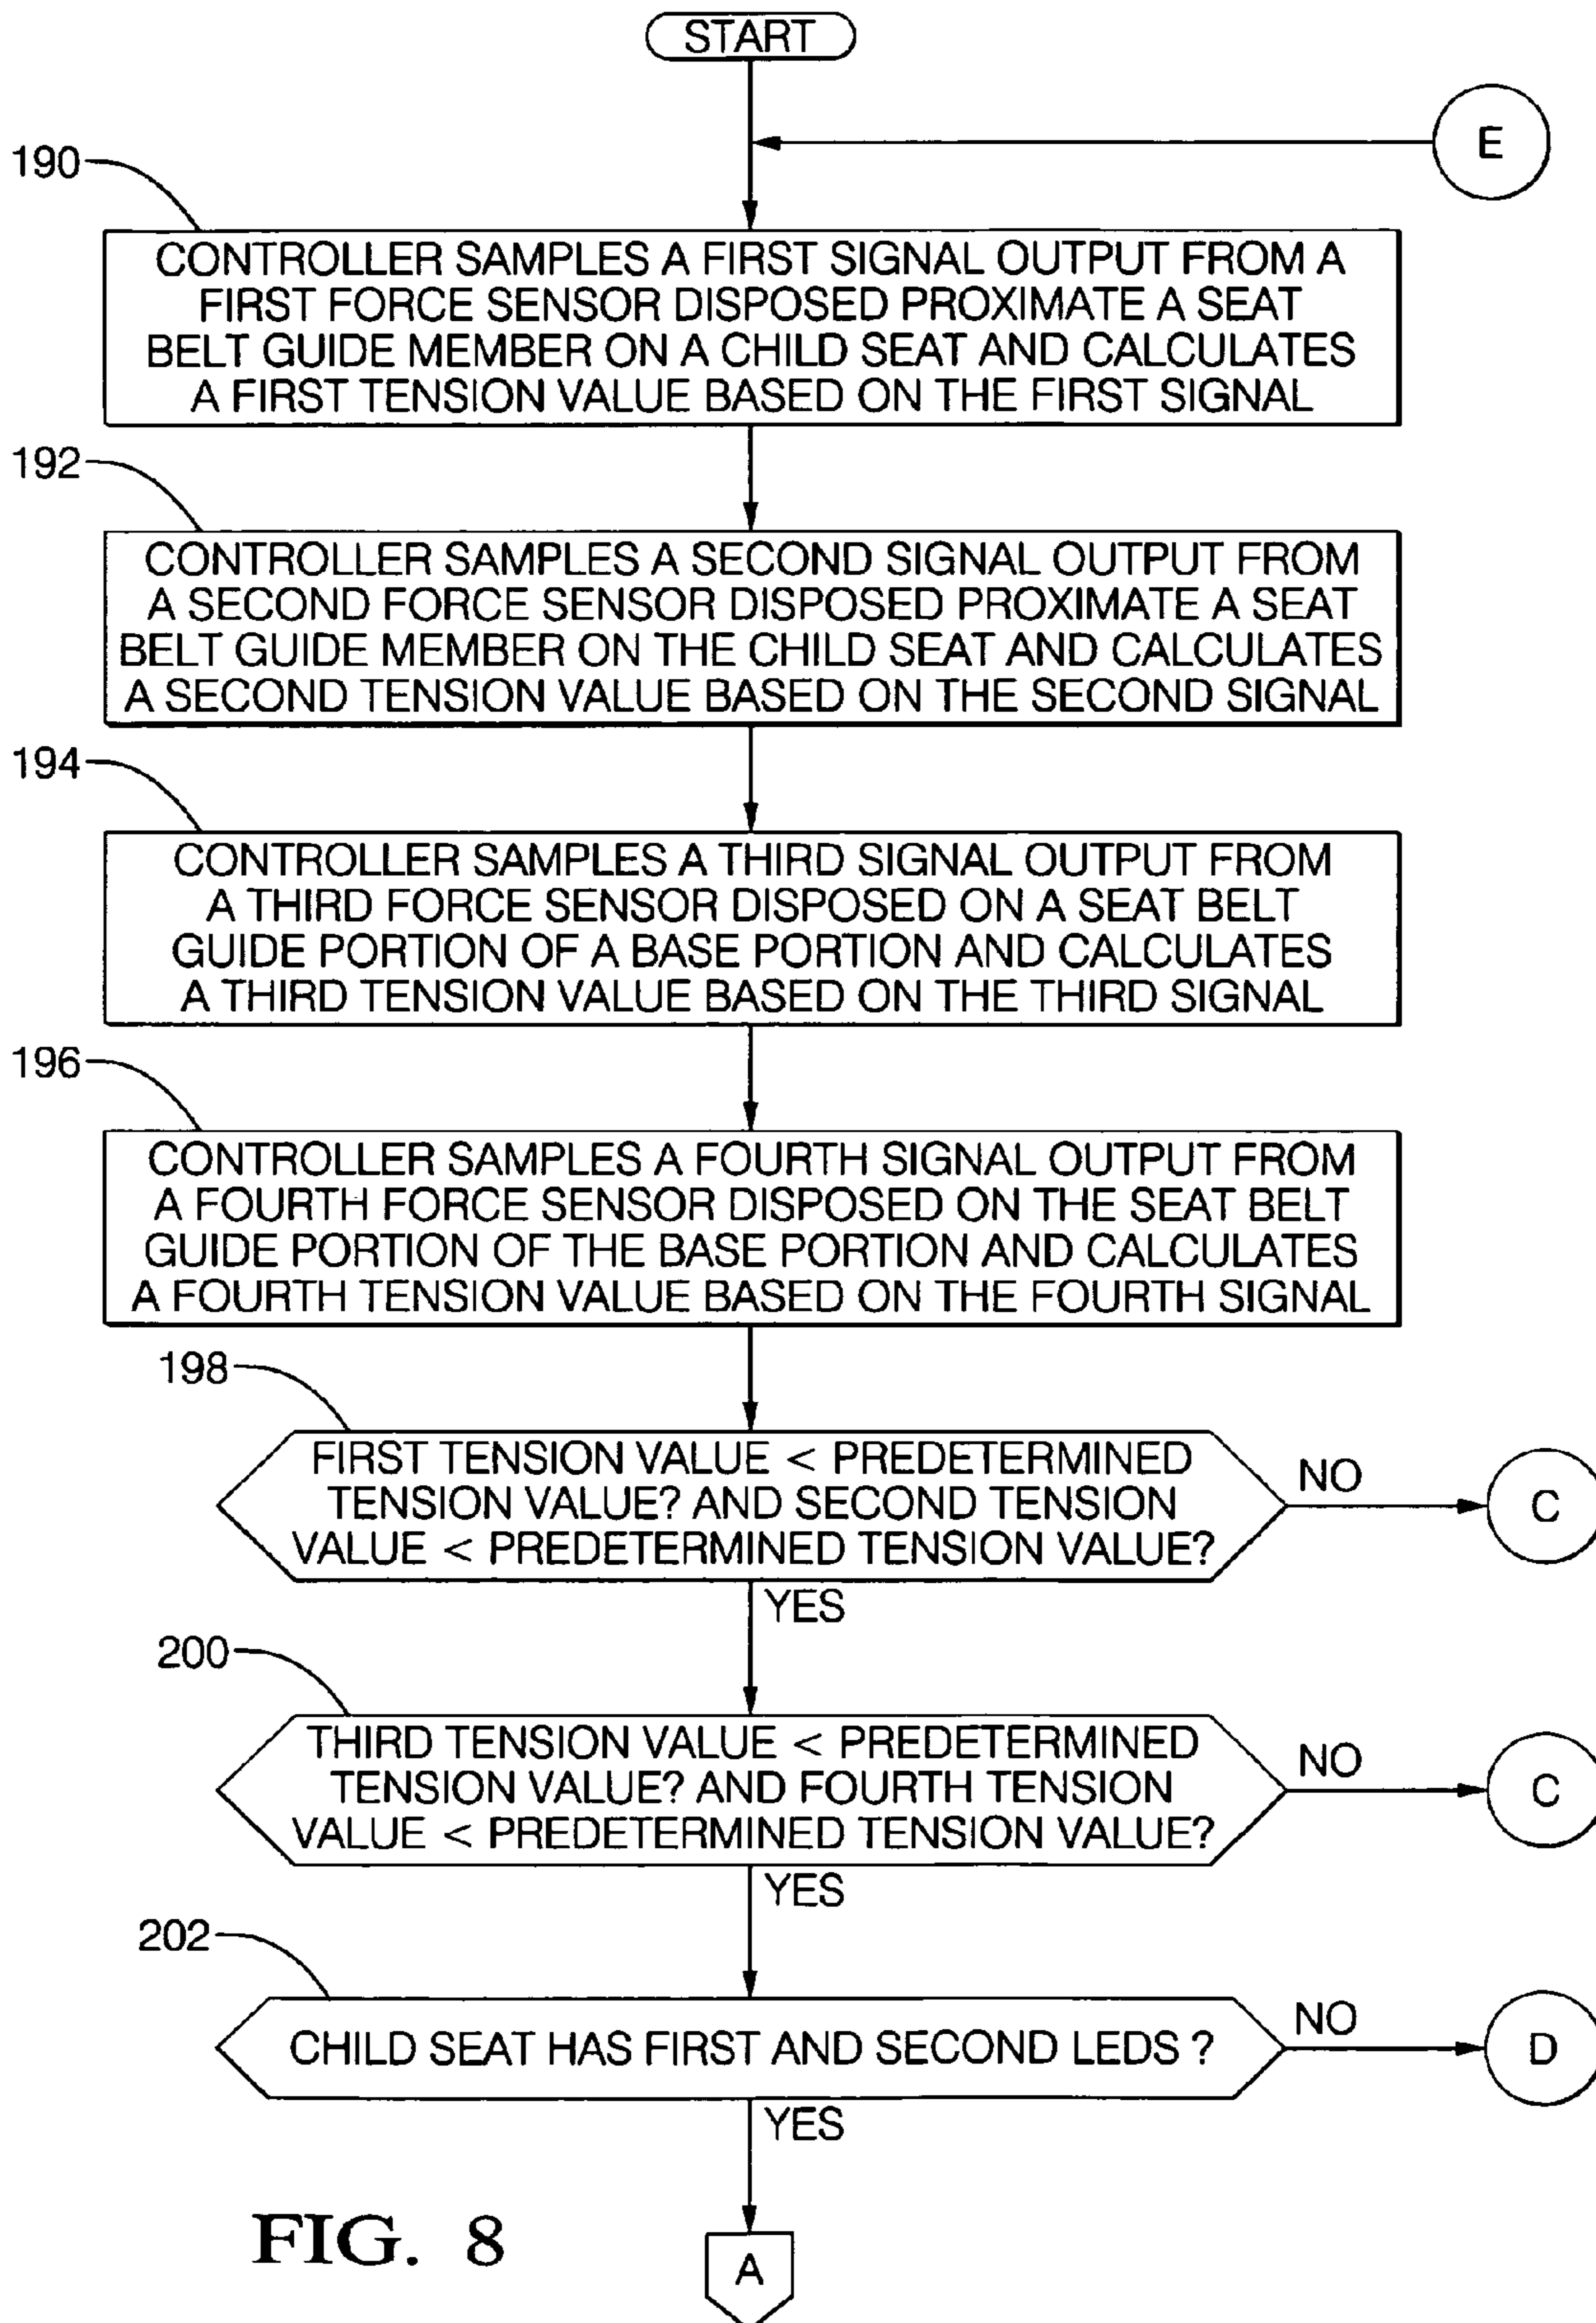 START
E
190
CONTROLLER SAMPLES A FIRST SIGNAL OUTPUT FROM A
FIRST FORCE SENSOR DISPOSED PROXIMATE A SEAT
BELT GUIDE MEMBER ON A CHILD SEAT AND CALCULATES
A FIRST TENSION VALUE BASED ON THE FIRST SIGNAL
192
CONTROLLER SAMPLES A SECOND SIGNAL OUTPUT FROM
A SECOND FORCE SENSOR DISPOSED PROXIMATE A SEAT
BELT GUIDE MEMBER ON THE CHILD SEAT AND CALCULATES
A SECOND TENSION VALUE BASED ON THE SECOND SIGNAL
194
CONTROLLER SAMPLES A THIRD SIGNAL OUTPUT FROM
A THIRD FORCE SENSOR DISPOSED ON A SEAT BELT
GUIDE PORTION OF A BASE PORTION AND CALCULATES
A THIRD TENSION VALUE BASED ON THE THIRD SIGNAL
196
CONTROLLER SAMPLES A FOURTH SIGNAL OUTPUT FROM
A FOURTH FORCE SENSOR DISPOSED ON THE SEAT BELT
GUIDE PORTION OF THE BASE PORTION AND CALCULATES
A FOURTH TENSION VALUE BASED ON THE FOURTH SIGNAL
198
FIRST TENSION VALUE < PREDETERMINED
TENSION VALUE? AND SECOND TENSION
VALUE < PREDETERMINED TENSION VALUE?
NO
C
YES
200
THIRD TENSION VALUE < PREDETERMINED
TENSION VALUE? AND FOURTH TENSION
VALUE < PREDETERMINED TENSION VALUE?
NO
C
YES
202
CHILD SEAT HAS FIRST AND SECOND LEDS ?
NO
D
YES
A
FIG. 8